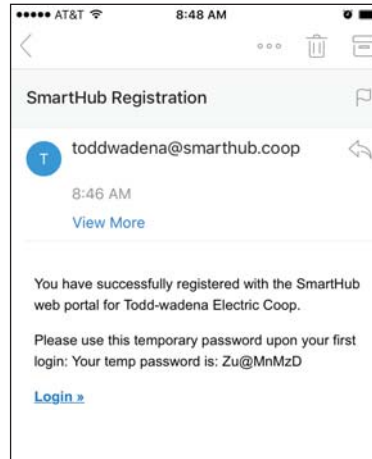 AT&T 8:48 AM
SmartHub Registration
T toddwadena@smarthub.coop
8:46 AM
View More
You have successfully registered with the SmartHub
web portal for Todd-wadena Electric Coop.
Please use this temporary password upon your first
login: Your temp password is: Zu@MnMzD
Login »